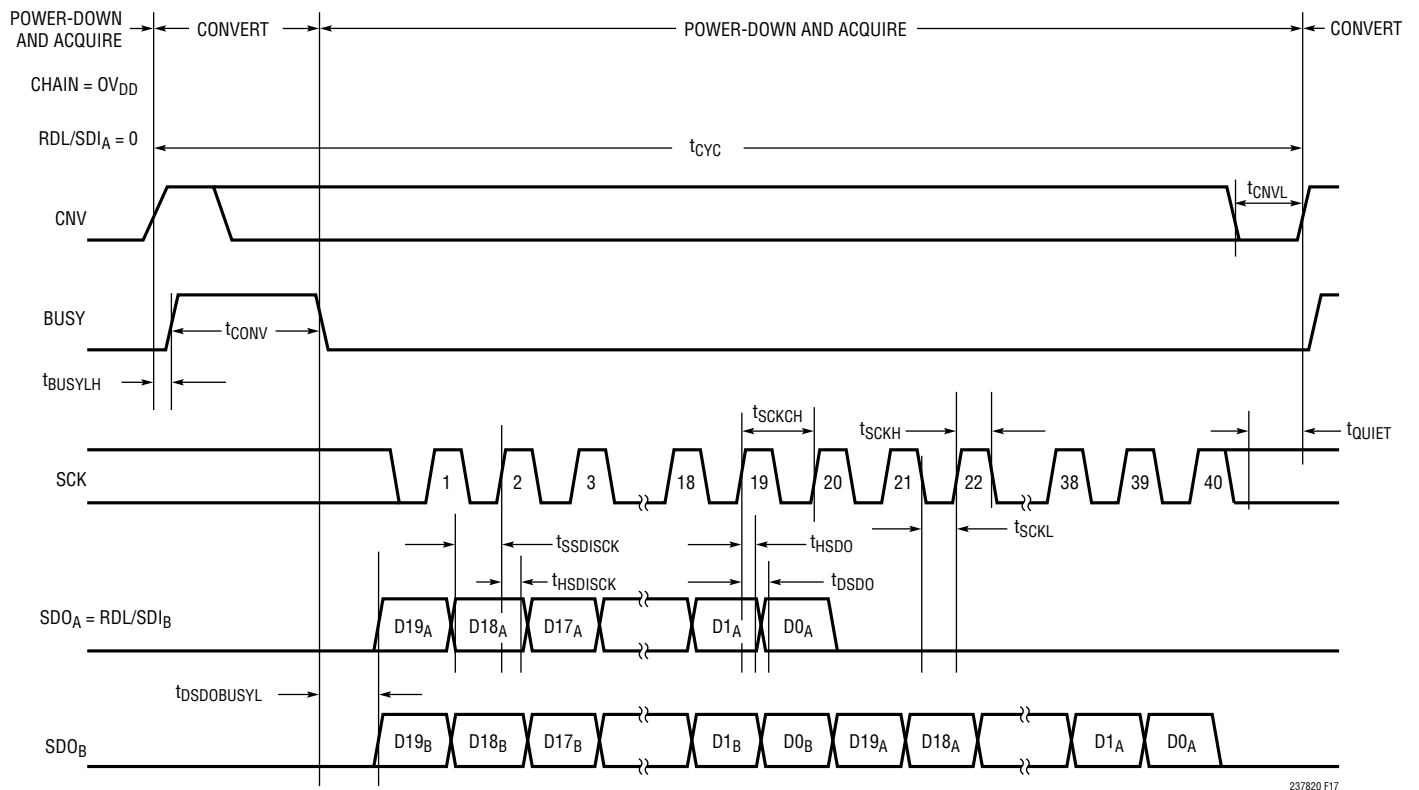 POWER-DOWN
AND ACQUIRE
CONVERT
POWER-DOWN AND ACQUIRE
CONVERT
CHAIN = OVDD
RDL/SDIA = 0
tCYC
CNV
tCNVL
BUSY
tCONV
tBUSYLH
tSCKCH
tSCKH
tQUIET
SCK
1 2 3 18 19 20 21 22 38 39 40
tSCKL
tSSDISCK
tHSDO
tHSDISCK
tDSDO
SDOA = RDL/SDIB
D19A D18A D17A D1A D0A
tDSDOBUSYL
SDOB
D19B D18B D17B D1B D0B D19A D18A D1A D0A
237820 F17